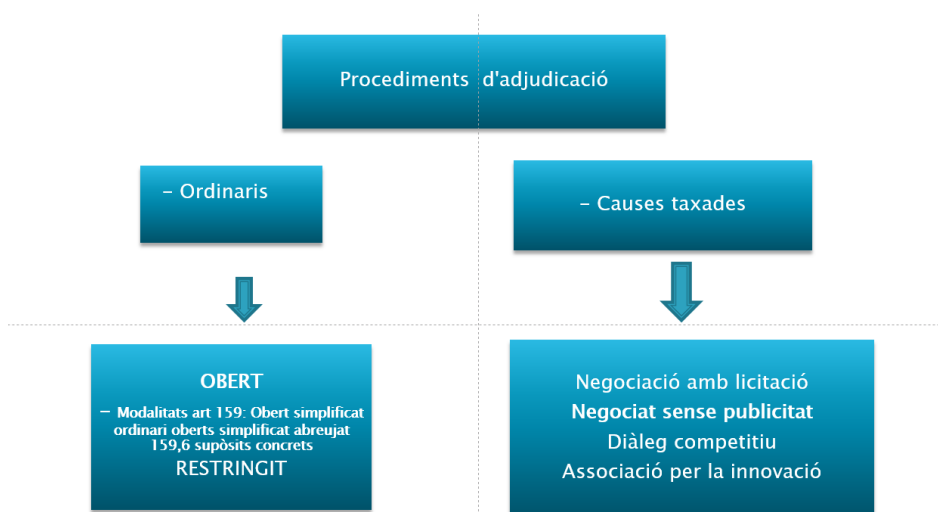 Procediments d'adjudicació
– Ordinaris
– Causes taxades
OBERT
– Modalitats art 159: Obert simplificat
ordinari oberts simplificat abreujat
159,6 supòsits concrets
RESTRINGIT
Negociació amb licitació
Negociat sense publicitat
Diàleg competitiu
Associació per la innovació